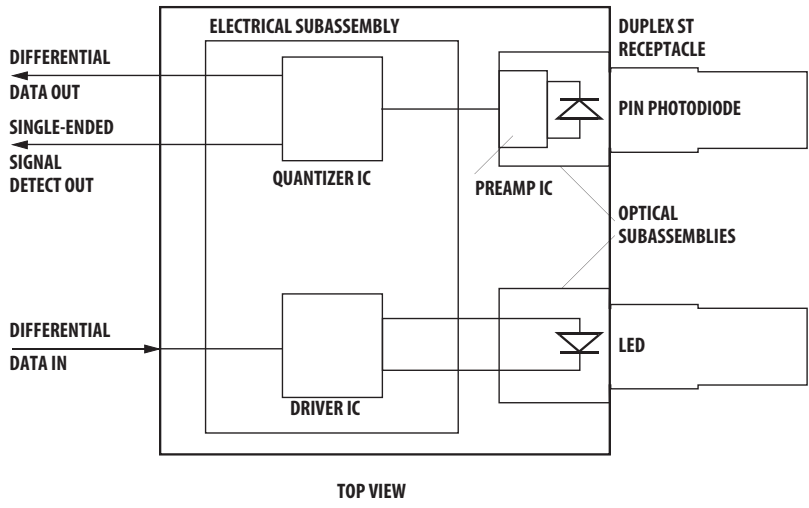 ELECTRICAL SUBASSEMBLY
DUPLEX ST
RECEPTACLE
DIFFERENTIAL
DATA OUT
SINGLE-ENDED
SIGNAL
DETECT OUT
QUANTIZER IC
PREAMP IC
PIN PHOTODIODE
OPTICAL
SUBASSEMBLIES
DIFFERENTIAL
DATA IN
DRIVER IC
LED
TOP VIEW